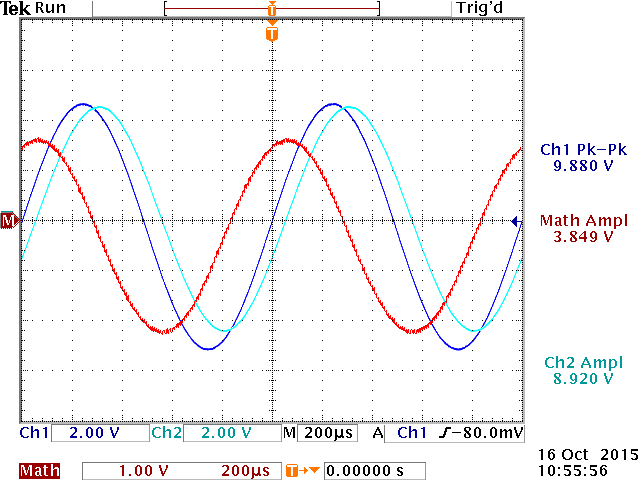 Tek Run Trig'd
T
T
Ch1 Pk-Pk
9.880 V
M
Math Ampl
3.849 V
Ch2 Ampl
8.920 V
Ch1 2.00 V Ch2 2.00 V M 200µs A Ch1 ∫ -80.0mV
16 Oct 2015
10:55:56
Math 1.00 V 200µs T→▼ 0.00000 s